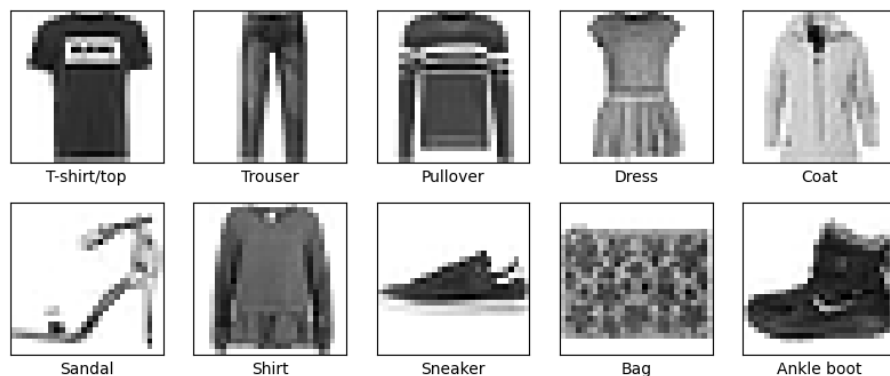 T-shirt/top
Trouser
Pullover
Dress
Coat
Sandal
Shirt
Sneaker
Bag
Ankle boot